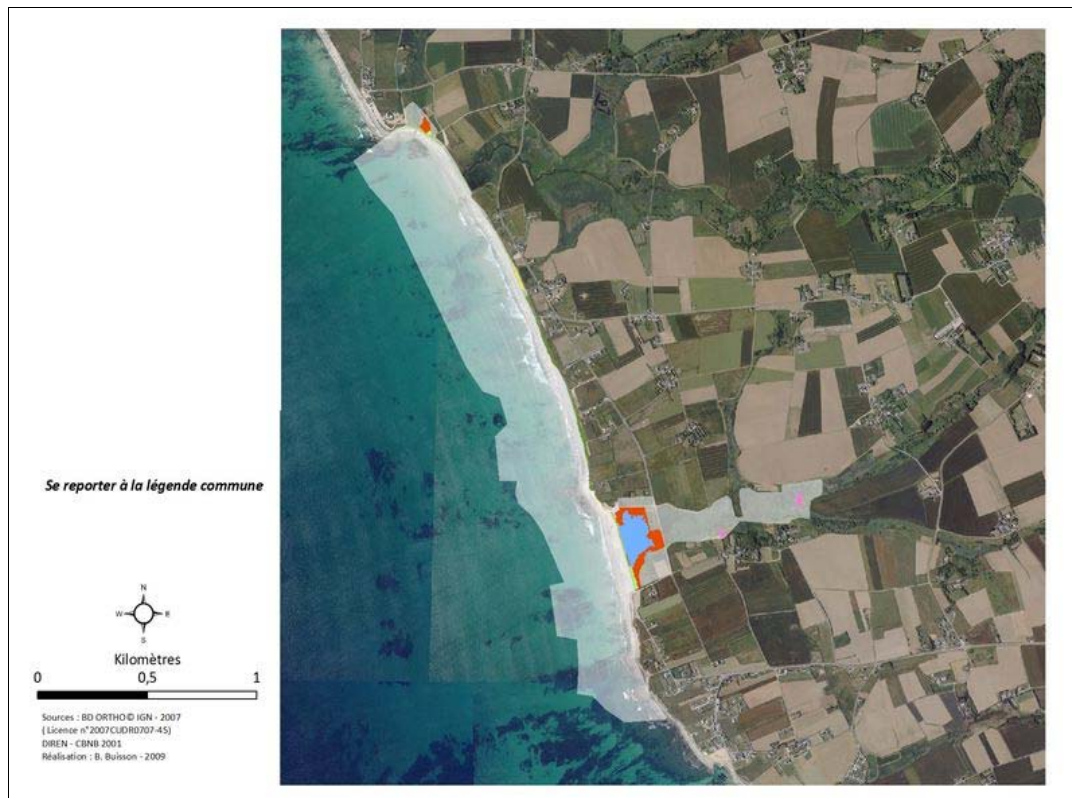 Se reporter à la légende commune
N
W E
S
Kilomètres
0 0,5 1
Sources : BD ORTHO© IGN - 2007
( Licence n°2007CUDR0707-45)
DIREN - CBNB 2001
Réalisation : B. Buisson - 2009